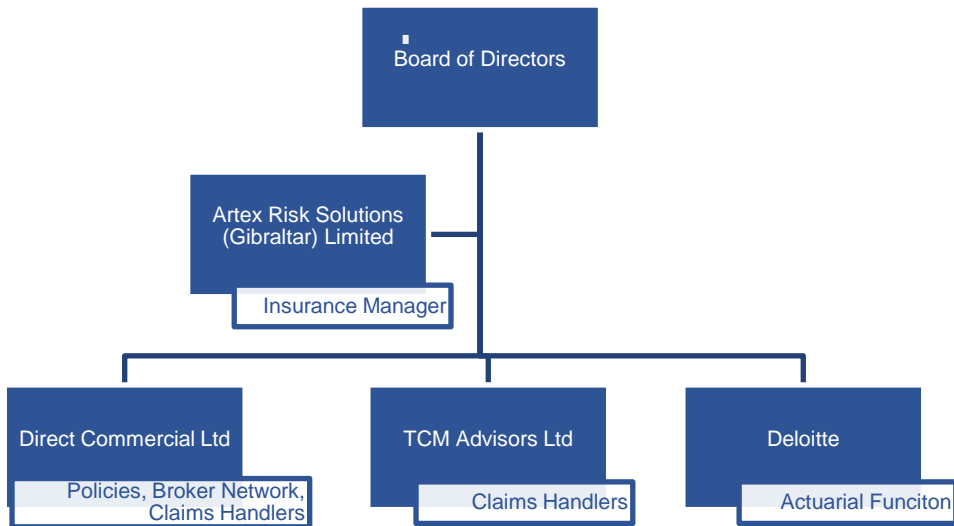 Board of Directors
Artex Risk Solutions
(Gibraltar) Limited
Insurance Manager
Direct Commercial Ltd
Policies, Broker Network,
Claims Handlers
TCM Advisors Ltd
Claims Handlers
Deloitte
Actuarial Funciton